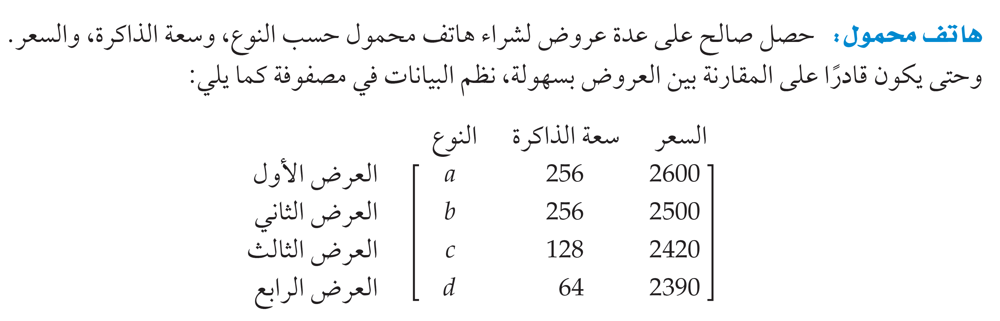 هاتف محمول: حصل صالح على عدة عروض لشراء هاتف محمول حسب النوع، وسعة الذاكرة، والسعر.
وحتى يكون قادرًا على المقارنة بين العروض بسهولة، نظم البيانات في مصفوفة كما يلي:
النوع سعة الذاكرة السعر
العرض الأول [ a 256 2600 ]
العرض الثاني b 256 2500
العرض الثالث c 128 2420
العرض الرابع d 64 2390